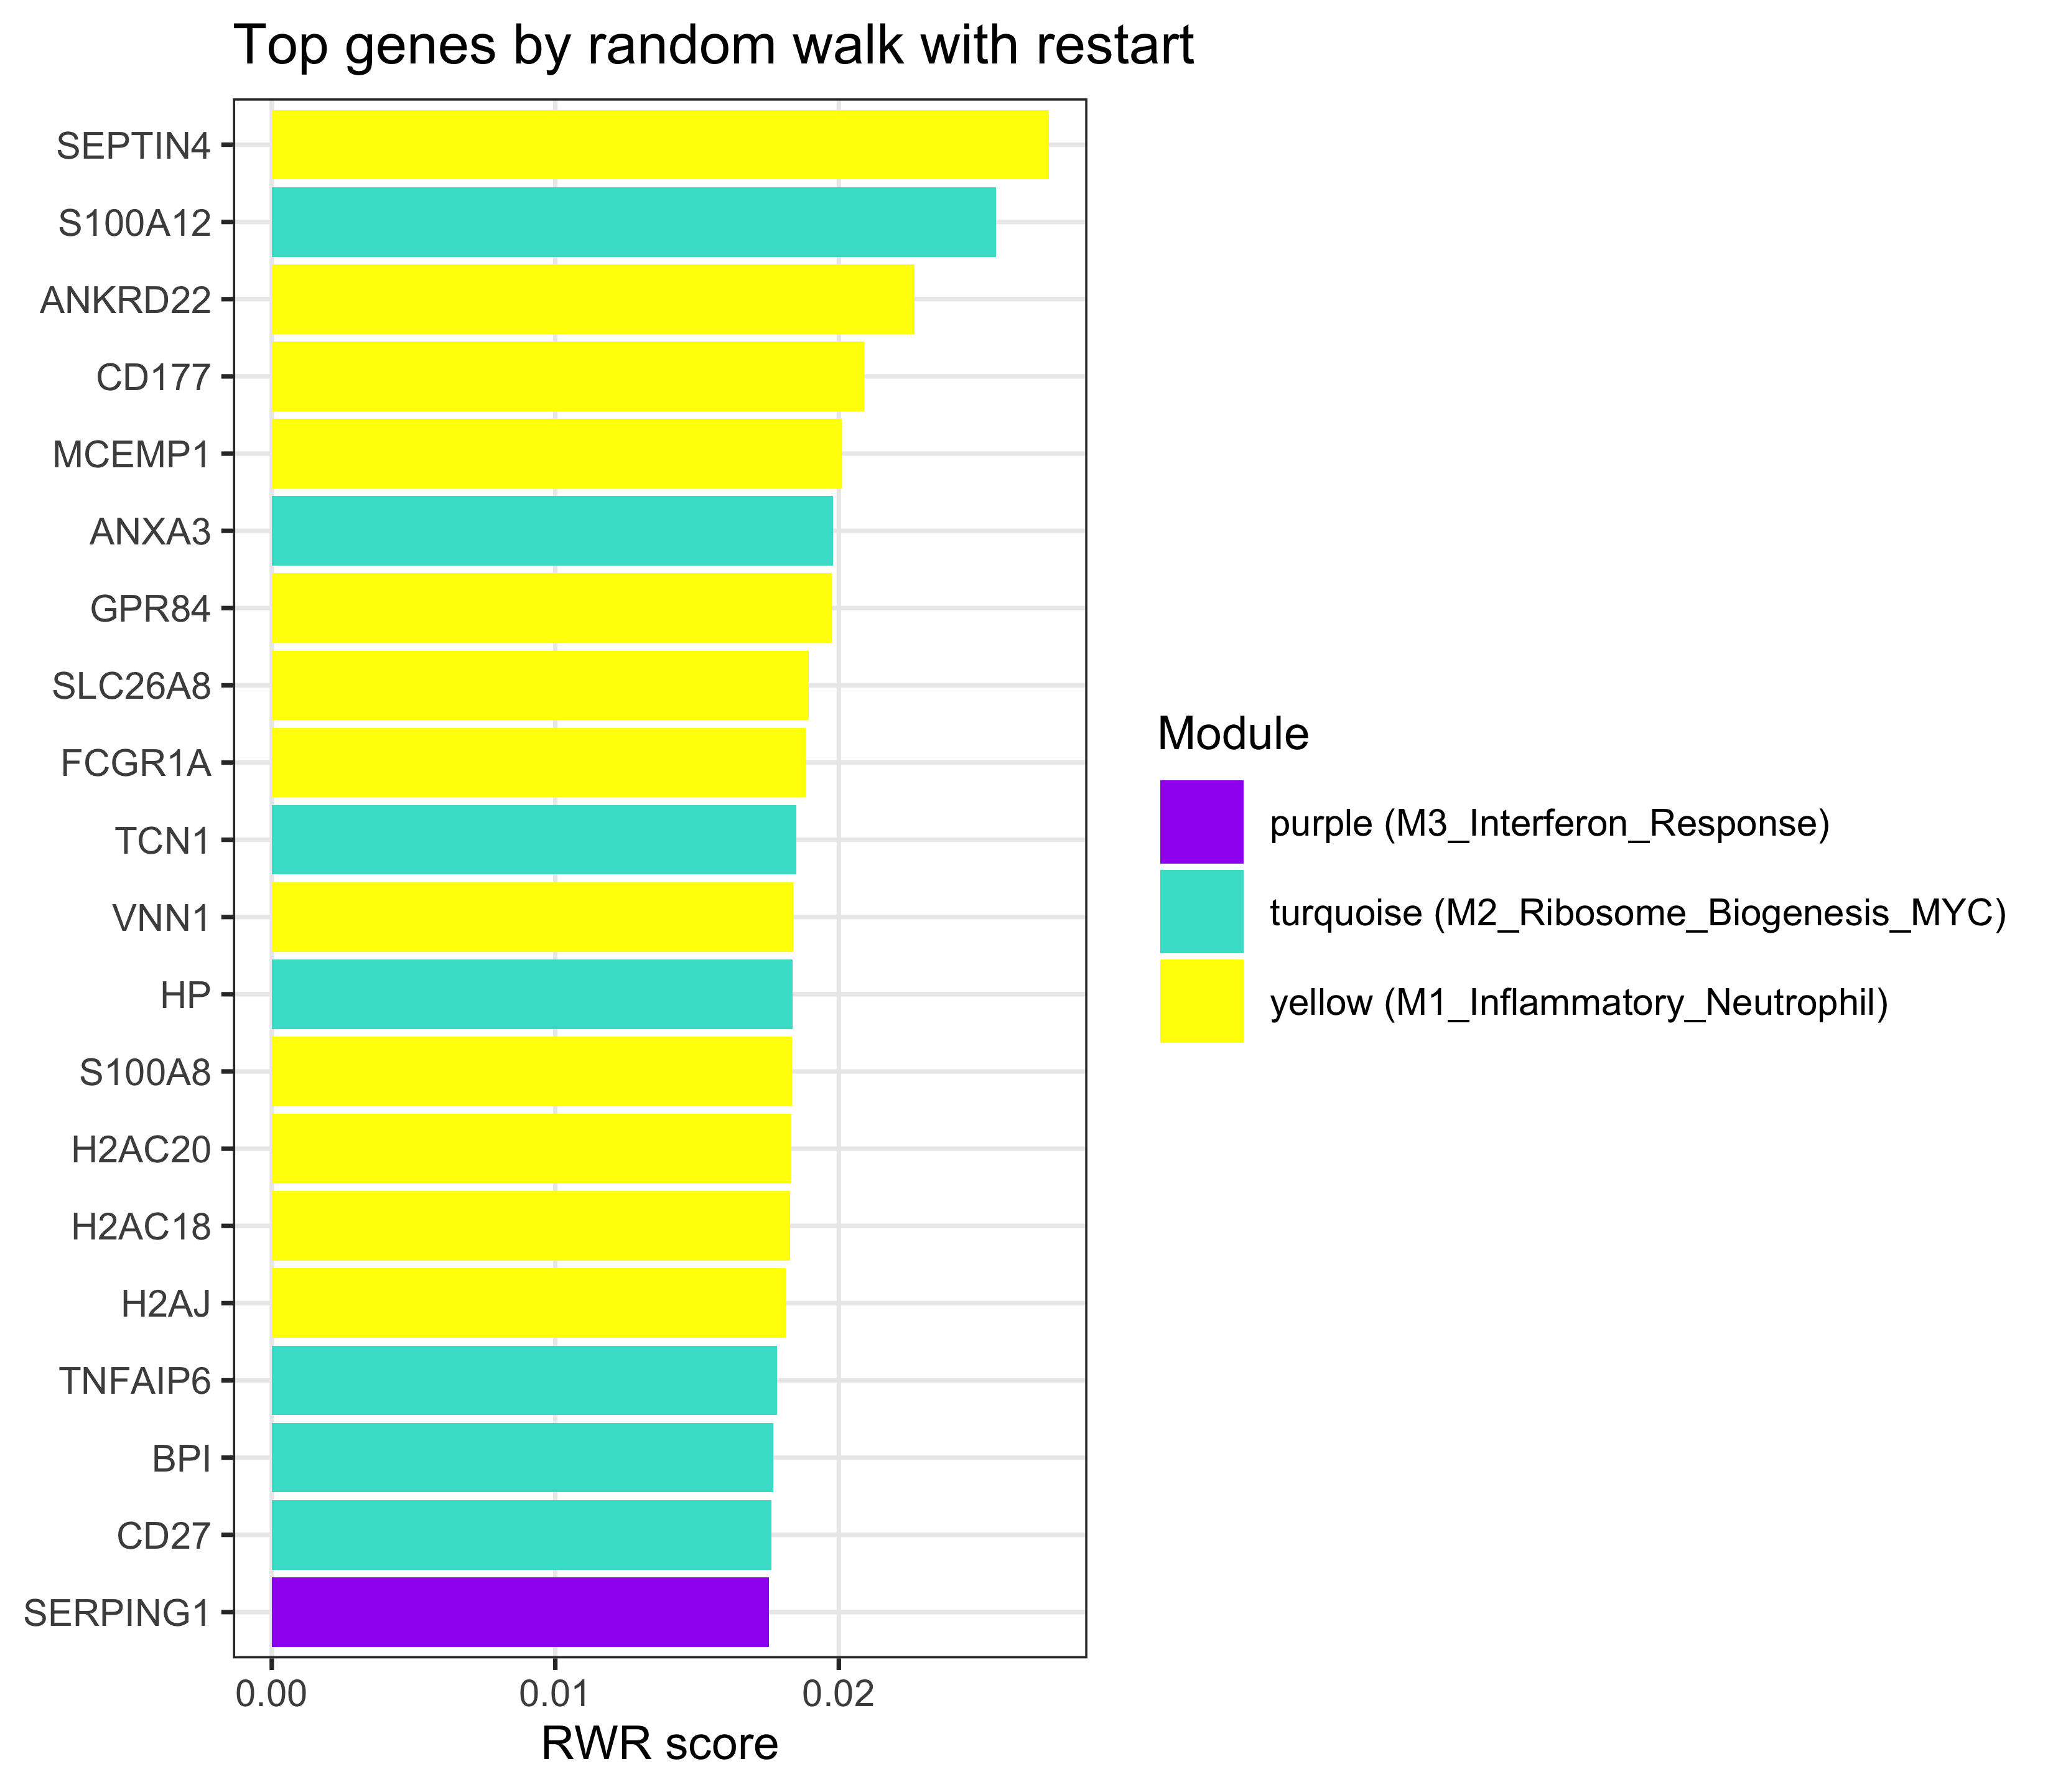 Top genes by random walk with restart
SEPTIN4
S100A12
ANKRD22
CD177
MCEMP1
ANXA3
GPR84
SLC26A8
FCGR1A
TCN1
VNN1
HP
S100A8
H2AC20
H2AC18
H2AJ
TNFAIP6
BPI
CD27
SERPING1
0.00 0.01 0.02
RWR score
Module
purple (M3_Interferon_Response)
turquoise (M2_Ribosome_Biogenesis_MYC)
yellow (M1_Inflammatory_Neutrophil)